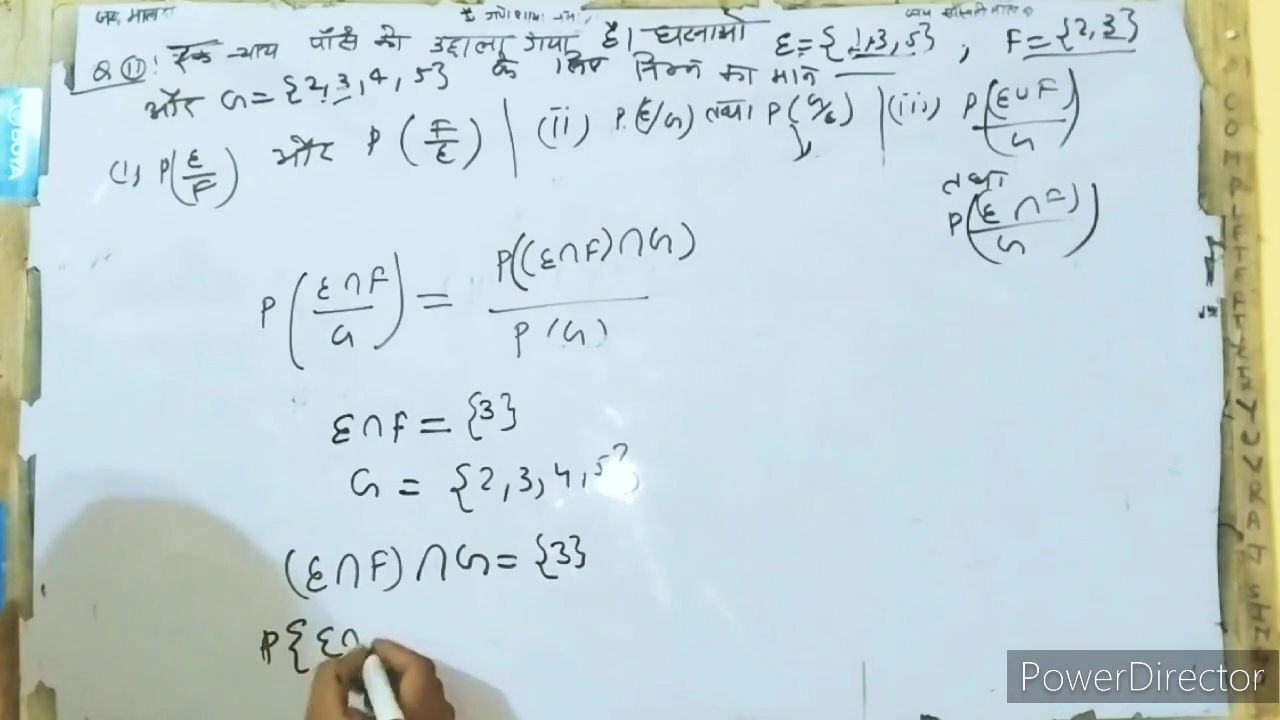 Q (11): एक न्याय पाँसे को उछाला गया है। घटनाओ E = {1,3,5} , F = {2,3}
और G = {2,3,4,5} के लिए निम्न का मान
(i) P(E/F) और P(F/E) | (ii) P(E/G) तथा P(G/E) | (iii) P(E∪F/G)
तथा
P(E∩F/G)
P(E∩F/G) = P((E∩F)∩G)/P(G)
E∩F = {3}
G = {2,3,4,5}
(E∩F)∩G = {3}
P{E∩
BOYA
PowerDirector